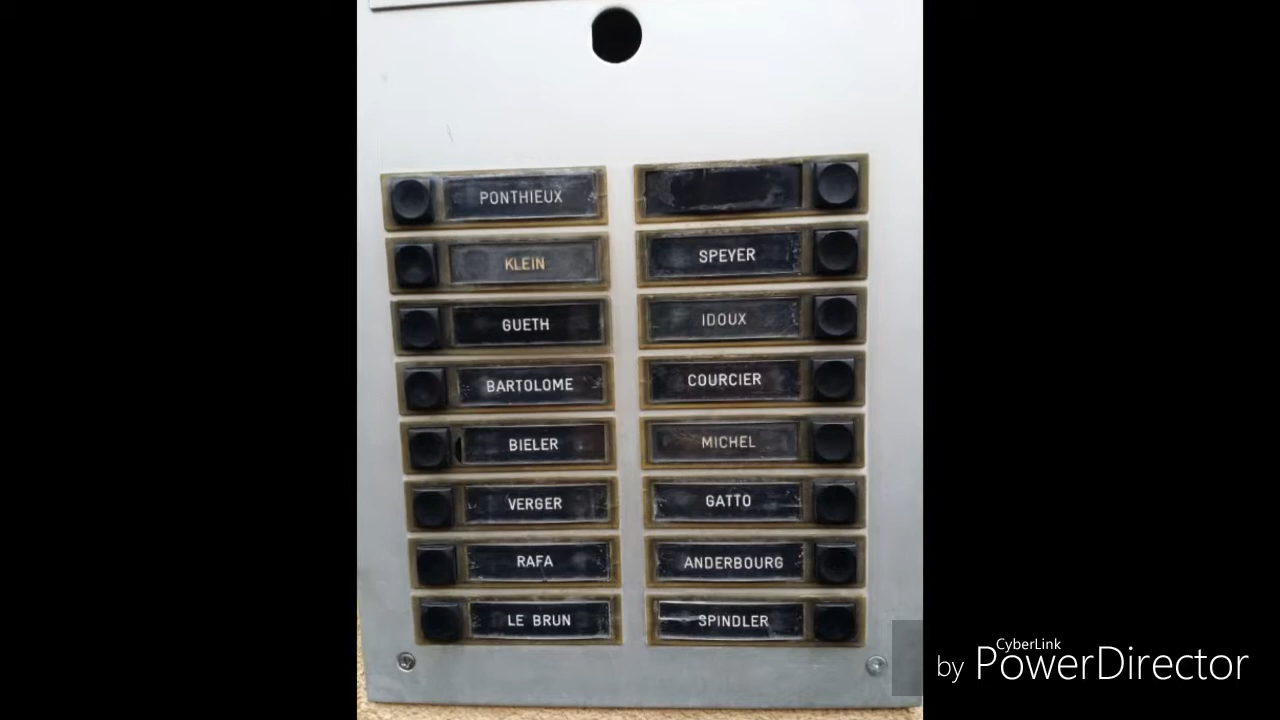 PONTHIEUX
KLEIN
GUETH
BARTOLOME
BIELER
VERGER
RAFA
LE BRUN
SPEYER
IDOUX
COURCIER
MICHEL
GATTO
ANDERBOURG
SPINDLER
CyberLink
by PowerDirector